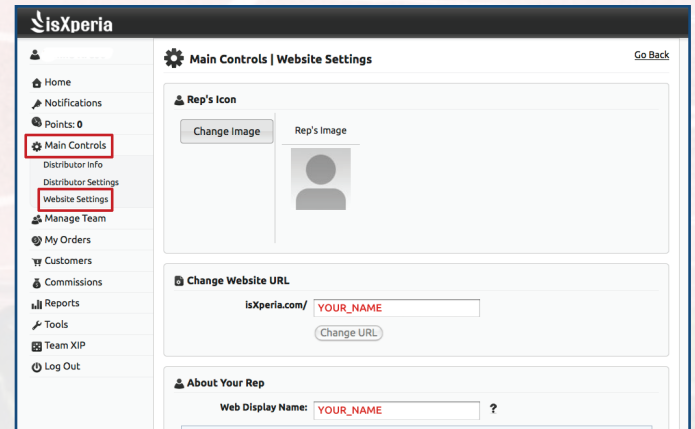 isXperia
Main Controls | Website Settings
Go Back
Home
Notifications
Points: 0
Main Controls
Distributor Info
Distributor Settings
Website Settings
Manage Team
My Orders
Customers
Commissions
Reports
Tools
Team XIP
Log Out
Rep's Icon
Change Image
Rep's Image
Change Website URL
isXperia.com/ YOUR_NAME
Change URL
About Your Rep
Web Display Name: YOUR_NAME ?